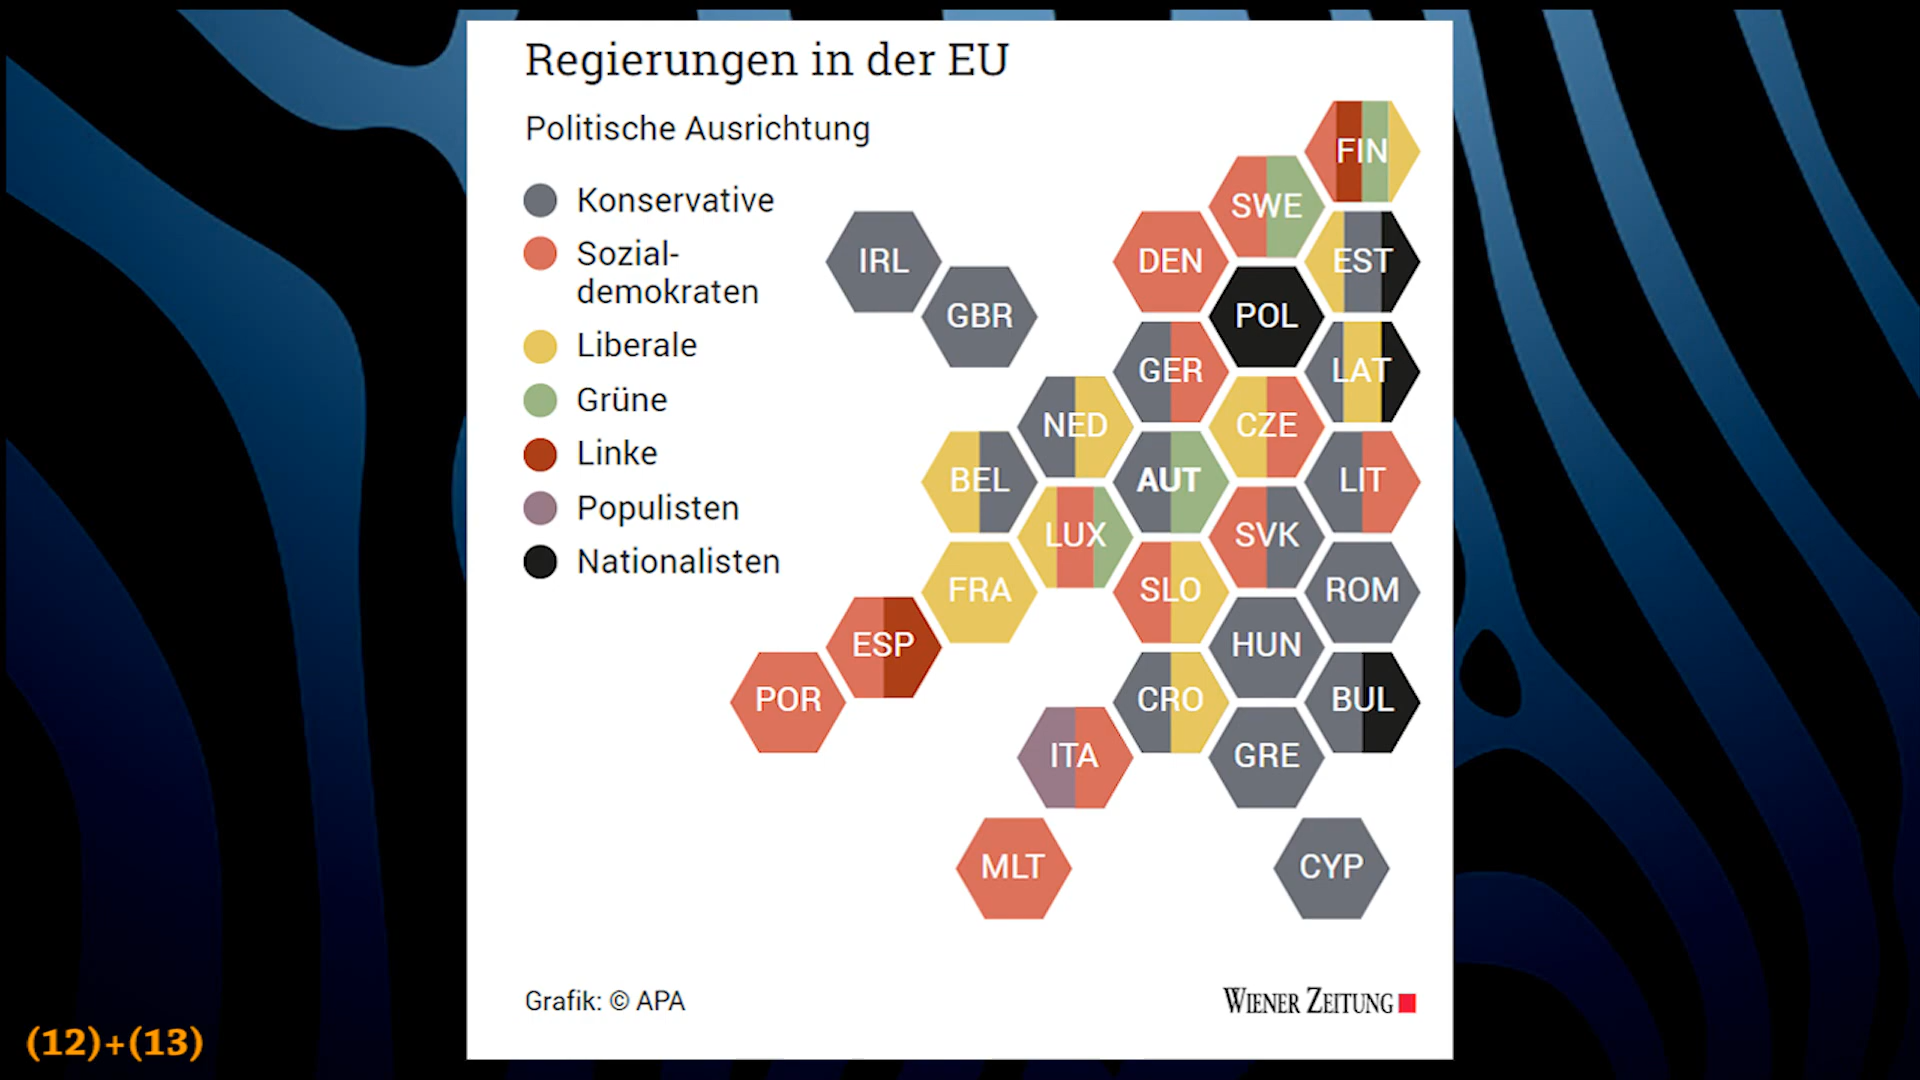 Regierungen in der EU
Politische Ausrichtung
Konservative
Sozial-
demokraten
Liberale
Grüne
Linke
Populisten
Nationalisten
FIN
SWE
IRL
DEN
EST
GBR
POL
GER
LAT
NED
CZE
BEL
AUT
LIT
LUX
SVK
FRA
SLO
ROM
ESP
HUN
POR
CRO
BUL
ITA
GRE
MLT
CYP
Grafik: © APA
WIENER ZEITUNG
(12)+(13)